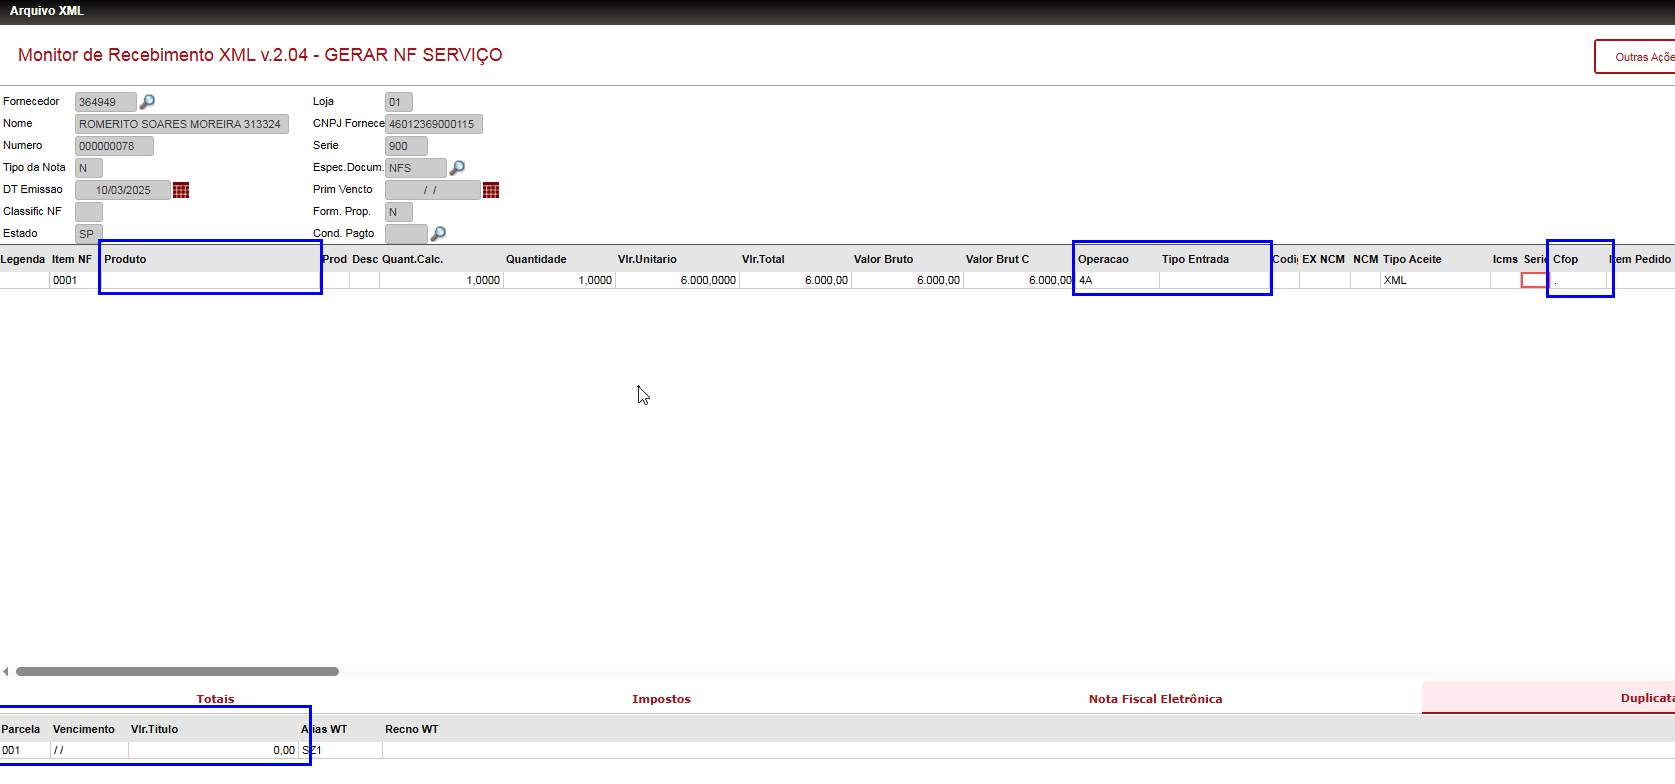 Arquivo XML
Monitor de Recebimento XML v.2.04 - GERAR NF SERVIÇO
Outras Açõe
Fornecedor 364949 Loja 01
Nome ROMERITO SOARES MOREIRA 313324 CNPJ Fornece 46012369000115
Numero 000000078 Serie 900
Tipo da Nota N Espec.Docum. NFS
DT Emissao 10/03/2025 Prim Vencto / /
Classific NF Form. Prop. N
Estado SP Cond. Pagto
Legenda Item NF Produto Prod Desc Quant.Calc. Quantidade Vlr.Unitario Vlr.Total Valor Bruto Valor Brut C Operacao Tipo Entrada Codi EX NCM NCM Tipo Aceite Icms Serie Cfop Item Pedido
0001 1,0000 1,0000 6.000,0000 6.000,00 6.000,00 6.000,00 4A XML .
Totais Impostos Nota Fiscal Eletrônica Duplicata
Parcela Vencimento Vlr.Titulo Alias WT Recno WT
001 / / 0,00 SZ1